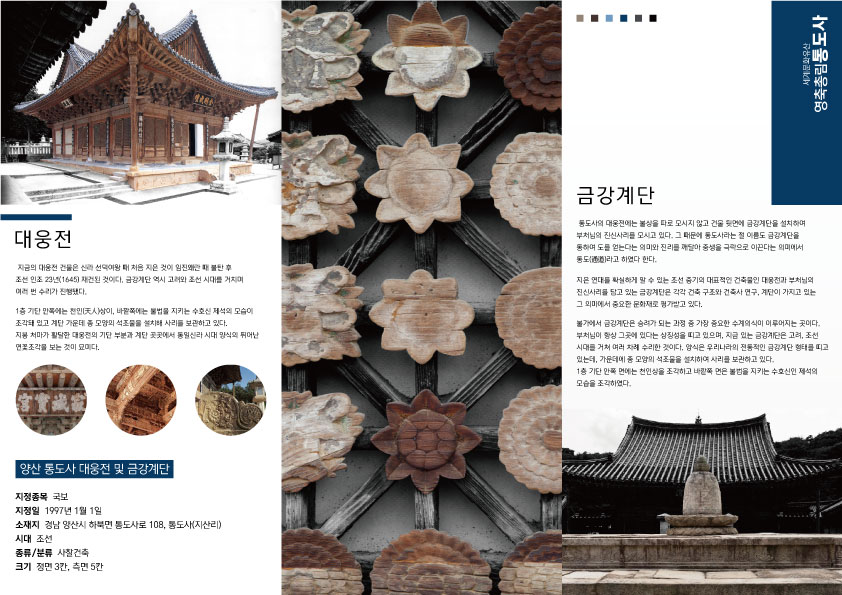 세계문화유산
영축총림통도사
대웅전
지금의 대웅전 건물은 신라 선덕여왕 때 처음 지은 것이 임진왜란 때 불탄 후
조선 인조 23년(1645) 재건된 것이다. 금강계단 역시 고려와 조선 시대를 거치며
여러 번 수리가 진행됐다.
1층 기단 안쪽에는 천인(天人)상이, 바깥쪽에는 불법을 지키는 수호신 제석의 모습이
조각돼 있고 계단 가운데 종 모양의 석조물을 설치해 사리를 보관하고 있다.
지붕 처마가 활달한 대웅전의 기단 부분과 계단 곳곳에서 통일신라 시대 양식의 뛰어난
연꽃조각을 보는 것이 묘미다.
양산 통도사 대웅전 및 금강계단
지정종목 국보
지정일 1997년 1월 1일
소재지 경남 양산시 하북면 통도사로 108, 통도사(지산리)
시대 조선
종류/분류 사찰건축
크기 정면 3칸, 측면 5칸
금강계단
통도사의 대웅전에는 불상을 따로 모시지 않고 건물 뒷면에 금강계단을 설치하여
부처님의 진신사리를 모시고 있다. 그 때문에 통도사라는 절 이름도 금강계단을
통하여 도를 얻는다는 의미와 진리를 깨달아 중생을 극락으로 이끈다는 의미에서
통도(通度)라고 하였다 한다.
지은 연대를 확실하게 알 수 있는 조선 중기의 대표적인 건축물인 대웅전과 부처님의
진신사리를 담고 있는 금강계단은 각각 건축 구조와 건축사 연구, 계단이 가지고 있는
그 의미에서 중요한 문화재로 평가받고 있다.
불가에서 금강계단은 승려가 되는 과정 중 가장 중요한 수계의식이 이루어지는 곳이다.
부처님이 항상 그곳에 있다는 상징성을 띠고 있으며, 지금 있는 금강계단은 고려, 조선
시대를 거쳐 여러 차례 수리한 것이다. 양식은 우리나라의 전통적인 금강계단 형태를 띠고
있는데, 가운데에 종 모양의 석조물을 설치하여 사리를 보관하고 있다.
1층 기단 안쪽 면에는 천인상을 조각하고 바깥쪽 면은 불법을 지키는 수호신인 제석의
모습을 조각하였다.